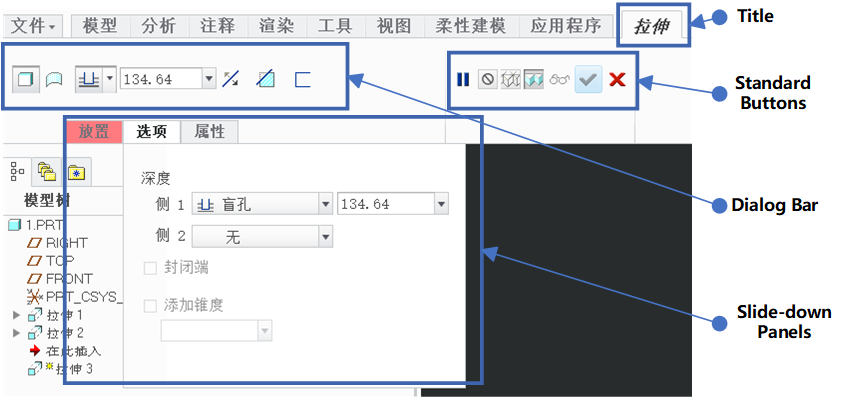 文件 模型 分析 注释 渲染 工具 视图 柔性建模 应用程序 拉伸
Title
134.64
Standard
Buttons
放置 选项 属性
模型树
1.PRT
RIGHT
TOP
FRONT
PRT_CSYS_
拉伸 1
拉伸 2
在此插入
拉伸 3
深度
侧 1 盲孔 134.64
侧 2 无
封闭端
添加锥度
Dialog Bar
Slide-down
Panels